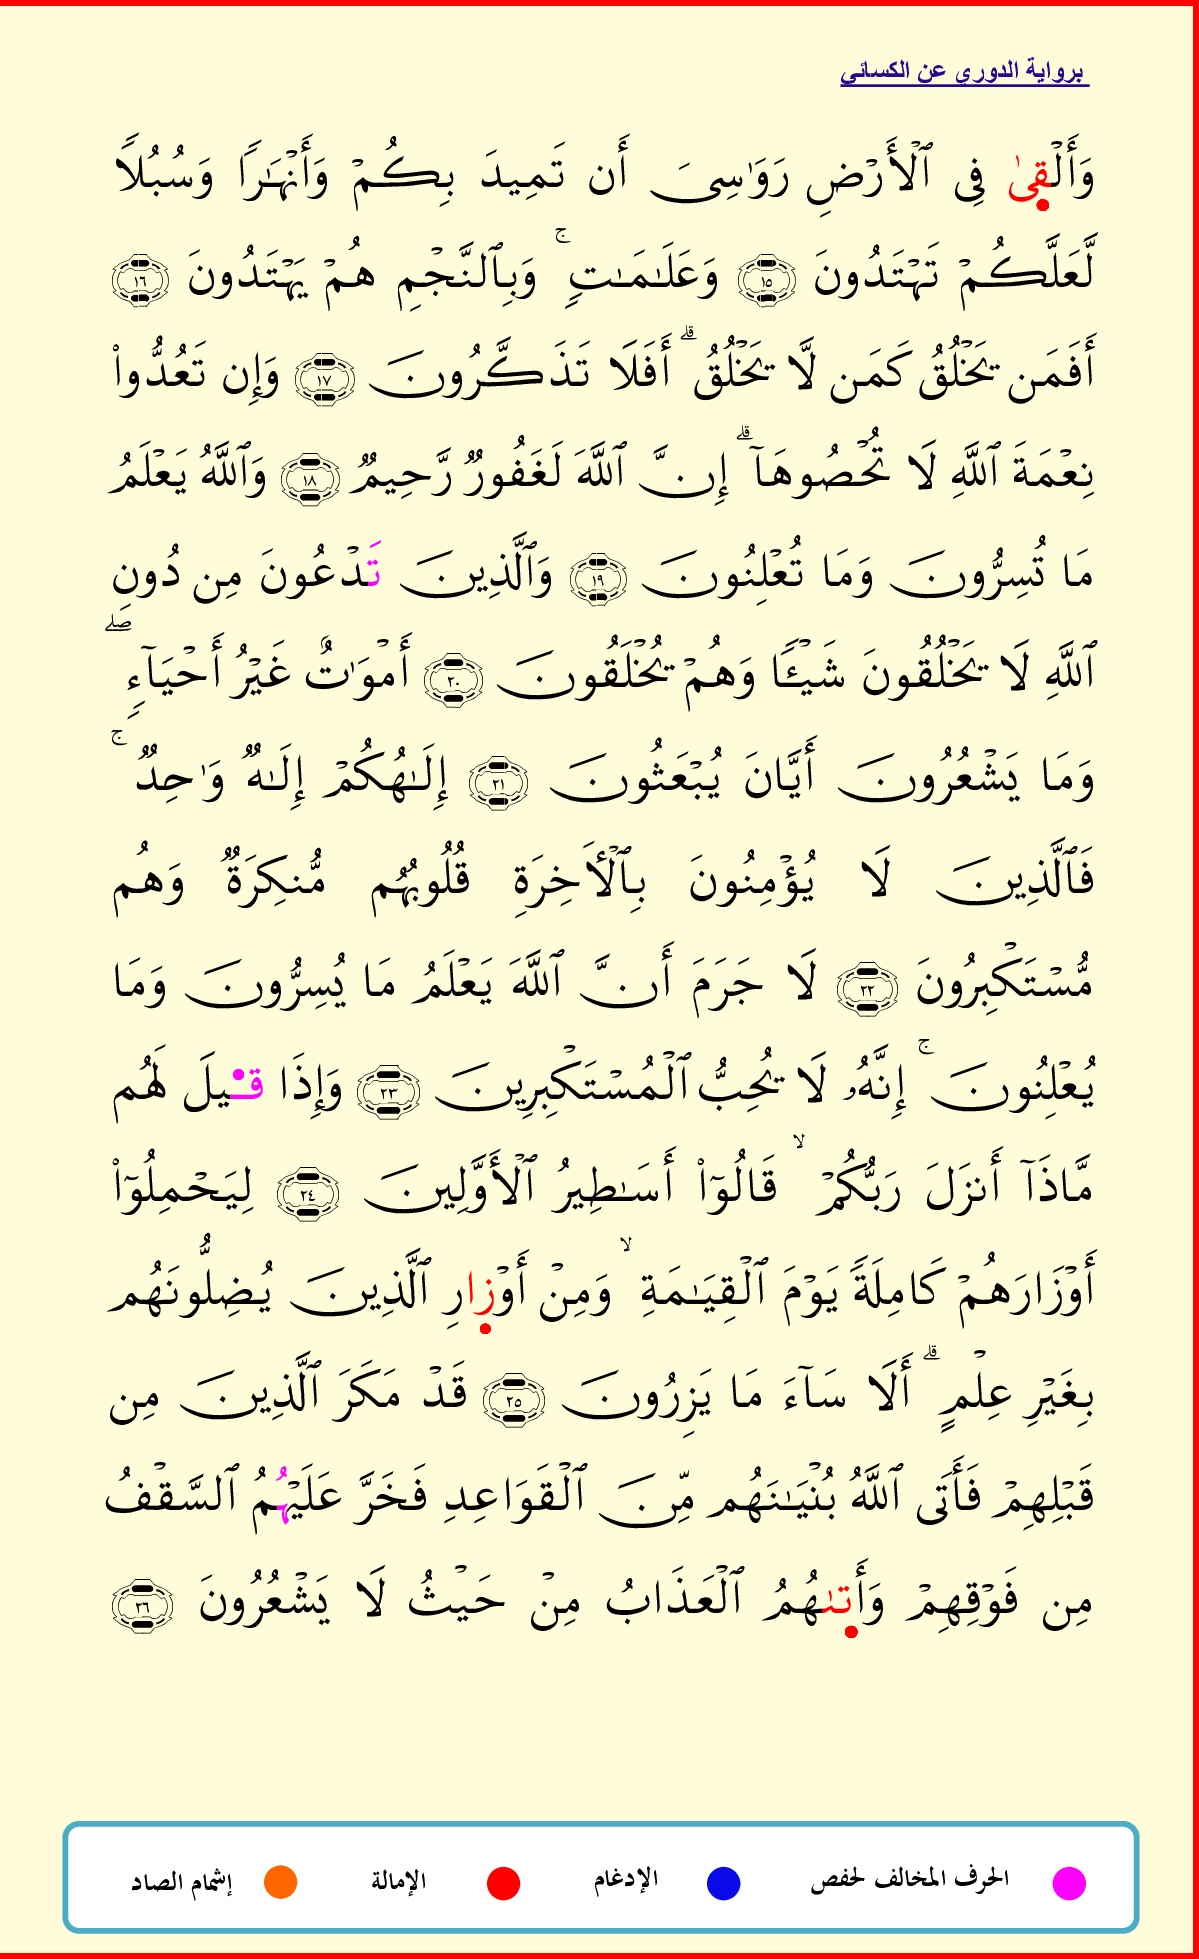 برواية الدوري عن الكسائي
وَأَلْقَىٰ فِى ٱلْأَرْضِ رَوَٰسِىَ أَن تَمِيدَ بِكُمْ وَأَنْهَـٰرًا وَسُبُلًا
لَّعَلَّكُمْ تَهْتَدُونَ ١٥ وَعَلَـٰمَـٰتٍ ۚ وَبِٱلنَّجْمِ هُمْ يَهْتَدُونَ ١٦
أَفَمَن يَخْلُقُ كَمَن لَّا يَخْلُقُ ۗ أَفَلَا تَذَكَّرُونَ ١٧ وَإِن تَعُدُّوا۟
نِعْمَةَ ٱللَّهِ لَا تُحْصُوهَآ ۗ إِنَّ ٱللَّهَ لَغَفُورٌ رَّحِيمٌ ١٨ وَٱللَّهُ يَعْلَمُ
مَا تُسِرُّونَ وَمَا تُعْلِنُونَ ١٩ وَٱلَّذِينَ تَدْعُونَ مِن دُونِ
ٱللَّهِ لَا يَخْلُقُونَ شَيْـًٔا وَهُمْ يُخْلَقُونَ ٢٠ أَمْوَٰتٌ غَيْرُ أَحْيَآءٍ ۖ
وَمَا يَشْعُرُونَ أَيَّانَ يُبْعَثُونَ ٢١ إِلَـٰهُكُمْ إِلَـٰهٌ وَٰحِدٌ ۚ
فَٱلَّذِينَ لَا يُؤْمِنُونَ بِٱلْأَخِرَةِ قُلُوبُهُم مُّنكِرَةٌ وَهُم
مُّسْتَكْبِرُونَ ٢٢ لَا جَرَمَ أَنَّ ٱللَّهَ يَعْلَمُ مَا يُسِرُّونَ وَمَا
يُعْلِنُونَ ۚ إِنَّهُۥ لَا يُحِبُّ ٱلْمُسْتَكْبِرِينَ ٢٣ وَإِذَا قِيلَ لَهُم
مَّاذَآ أَنزَلَ رَبُّكُمْ ۙ قَالُوٓا۟ أَسَـٰطِيرُ ٱلْأَوَّلِينَ ٢٤ لِيَحْمِلُوٓا۟
أَوْزَارَهُمْ كَامِلَةً يَوْمَ ٱلْقِيَـٰمَةِ ۙ وَمِنْ أَوْزَارِ ٱلَّذِينَ يُضِلُّونَهُم
بِغَيْرِ عِلْمٍ ۗ أَلَا سَآءَ مَا يَزِرُونَ ٢٥ قَدْ مَكَرَ ٱلَّذِينَ مِن
قَبْلِهِمْ فَأَتَى ٱللَّهُ بُنْيَـٰنَهُم مِّنَ ٱلْقَوَاعِدِ فَخَرَّ عَلَيْهُمُ ٱلسَّقْفُ
مِن فَوْقِهِمْ وَأَتَىٰهُمُ ٱلْعَذَابُ مِنْ حَيْثُ لَا يَشْعُرُونَ ٢٦
الحرف المخالف لحفص الإدغام الإمالة إشمام الصاد